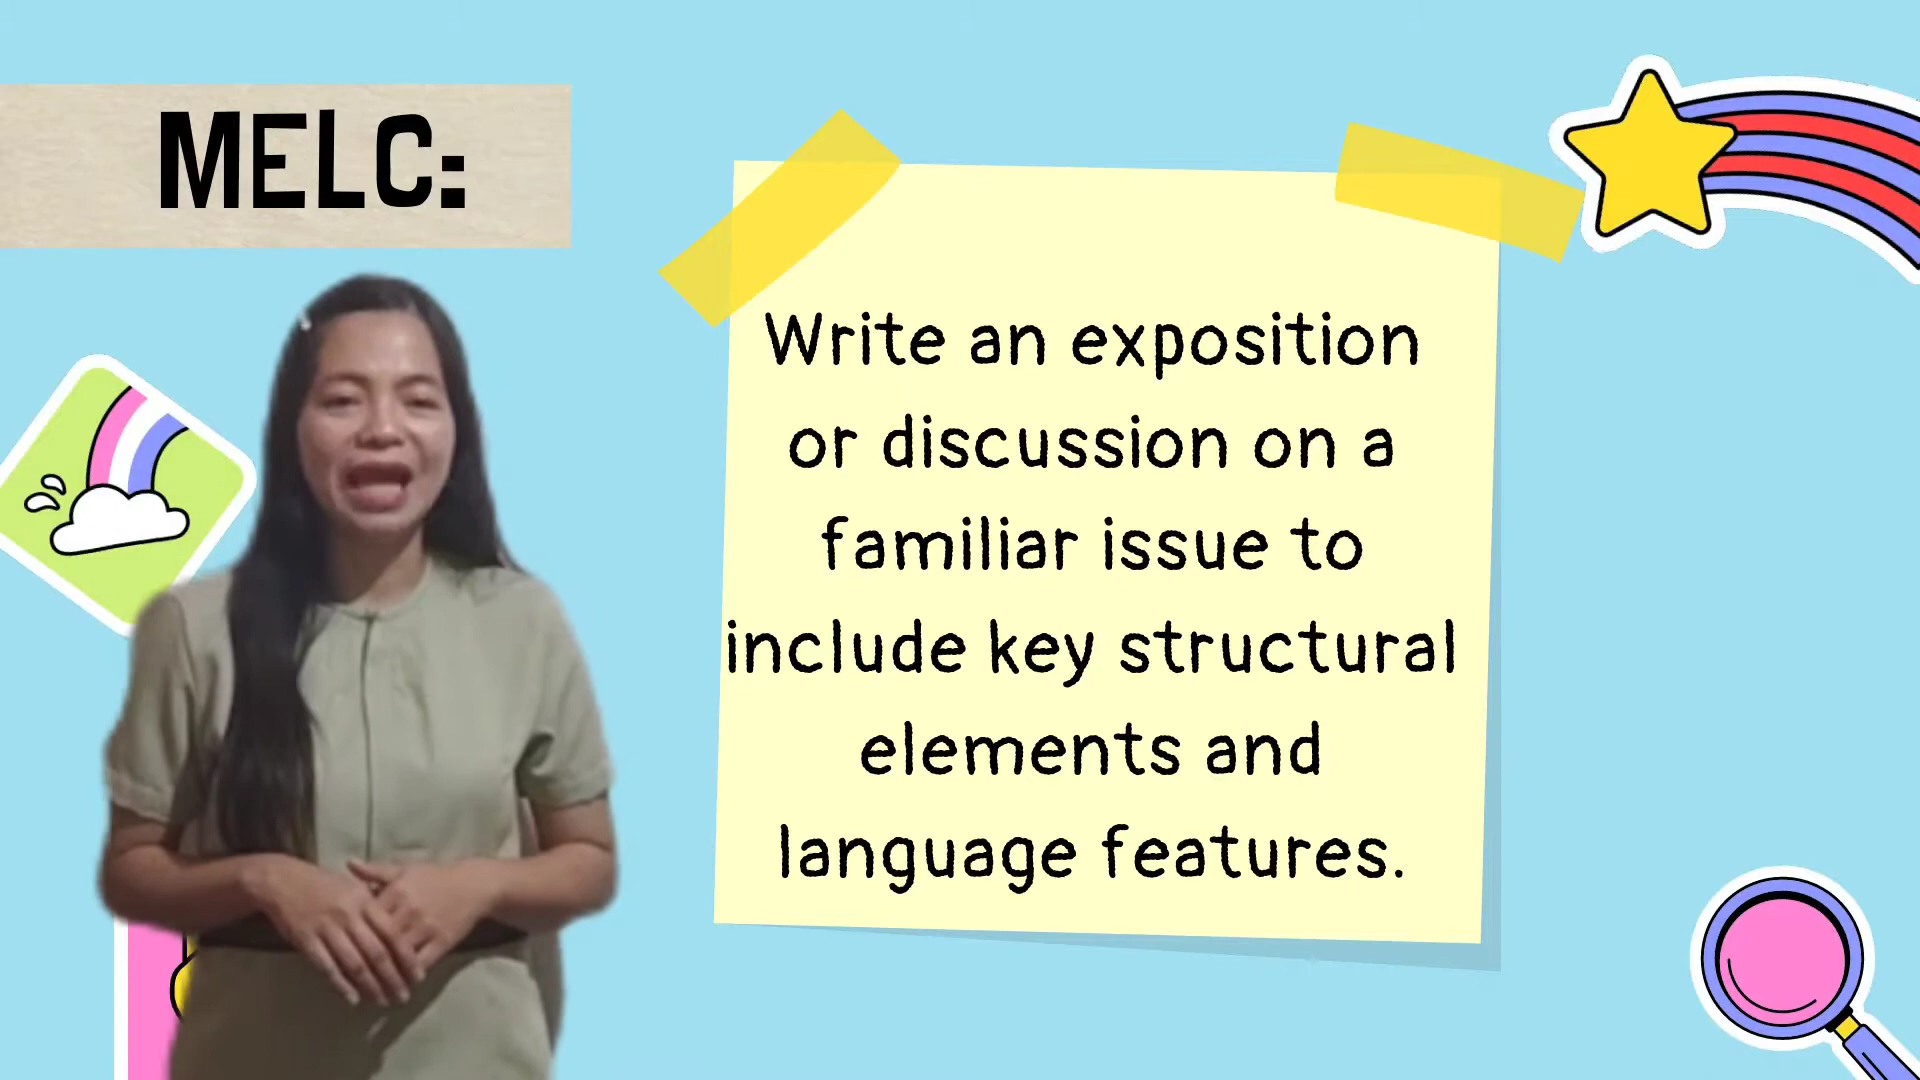 MELC:
Write an exposition
or discussion on a
familiar issue to
include key structural
elements and
language features.